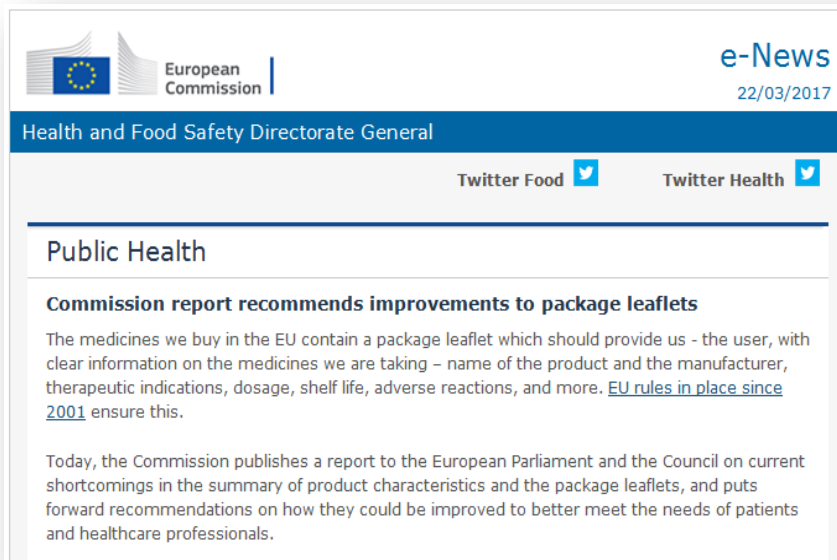 European
Commission
e-News
22/03/2017
Health and Food Safety Directorate General
Twitter Food
Twitter Health
Public Health
Commission report recommends improvements to package leaflets
The medicines we buy in the EU contain a package leaflet which should provide us - the user, with
clear information on the medicines we are taking – name of the product and the manufacturer,
therapeutic indications, dosage, shelf life, adverse reactions, and more. EU rules in place since
2001 ensure this.
Today, the Commission publishes a report to the European Parliament and the Council on current
shortcomings in the summary of product characteristics and the package leaflets, and puts
forward recommendations on how they could be improved to better meet the needs of patients
and healthcare professionals.